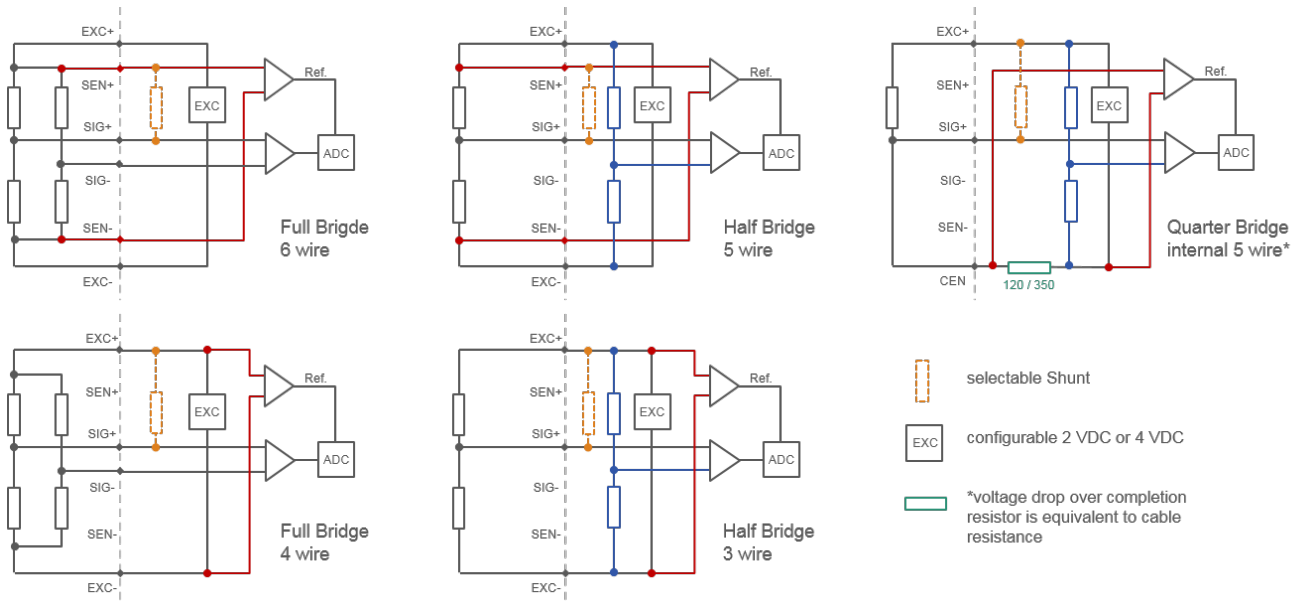 EXC+
SEN+
SIG+
SIG-
SEN-
EXC-
EXC
Ref.
ADC
Full Brigde
6 wire
EXC+
SEN+
SIG+
SIG-
SEN-
EXC-
EXC
Ref.
ADC
Half Bridge
5 wire
EXC+
SEN+
SIG+
SIG-
SEN-
CEN
EXC
Ref.
ADC
120 / 350
Quarter Bridge
internal 5 wire*
EXC+
SEN+
SIG+
SIG-
SEN-
EXC-
EXC
Ref.
ADC
Full Bridge
4 wire
EXC+
SEN+
SIG+
SIG-
SEN-
EXC-
EXC
Ref.
ADC
Half Bridge
3 wire
selectable Shunt
EXC
configurable 2 VDC or 4 VDC
*voltage drop over completion
resistor is equivalent to cable
resistance